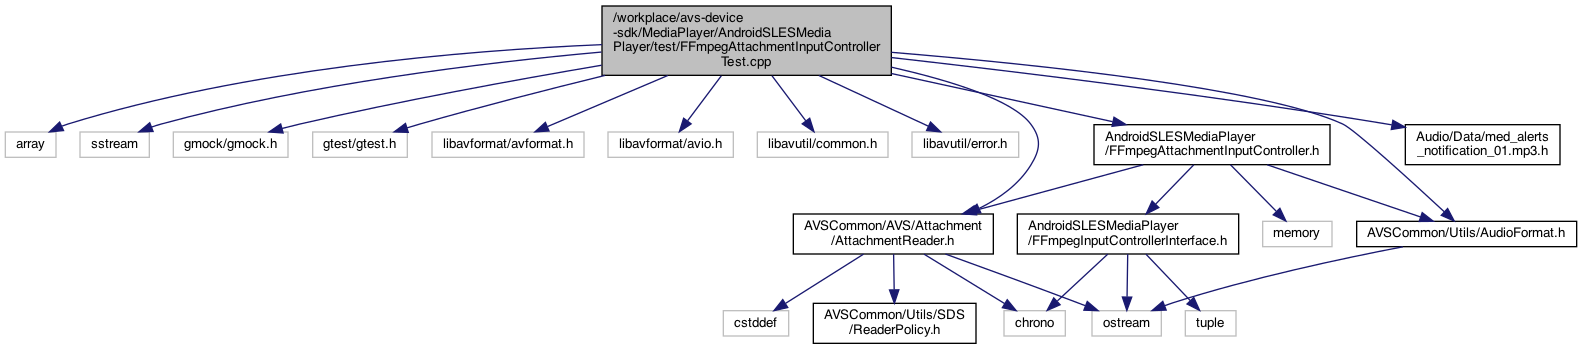 /workplace/avs-device
-sdk/MediaPlayer/AndroidSLESMedia
Player/test/FFmpegAttachmentInputController
Test.cpp
array
sstream
gmock/gmock.h
gtest/gtest.h
libavformat/avformat.h
libavformat/avio.h
libavutil/common.h
libavutil/error.h
AndroidSLESMediaPlayer
/FFmpegAttachmentInputController.h
Audio/Data/med_alerts
_notification_01.mp3.h
AVSCommon/AVS/Attachment
/AttachmentReader.h
AndroidSLESMediaPlayer
/FFmpegInputControllerInterface.h
memory
AVSCommon/Utils/AudioFormat.h
cstddef
AVSCommon/Utils/SDS
/ReaderPolicy.h
chrono
ostream
tuple